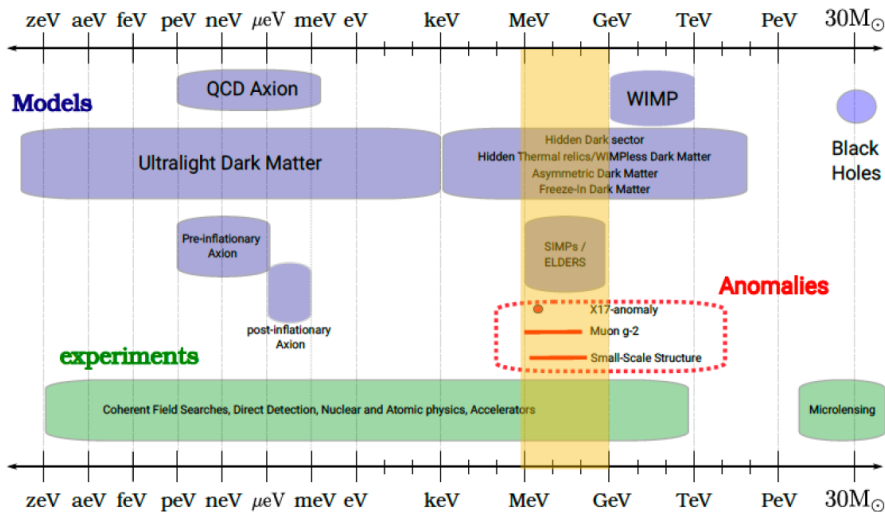 zeV aeV feV peV neV μeV meV eV keV MeV GeV TeV PeV 30M⊙
QCD Axion
WIMP
Models
Black
Holes
Ultralight Dark Matter
Hidden Dark sector
Hidden Thermal relics/WIMPless Dark Matter
Asymmetric Dark Matter
Freeze-In Dark Matter
Pre-inflationary
Axion
SIMPs /
ELDERS
post-inflationary
Axion
Anomalies
X17-anomaly
Muon g-2
Small-Scale Structure
experiments
Coherent Field Searches, Direct Detection, Nuclear and Atomic physics, Accelerators
Microlensing
zeV aeV feV peV neV μeV meV eV keV MeV GeV TeV PeV 30M⊙